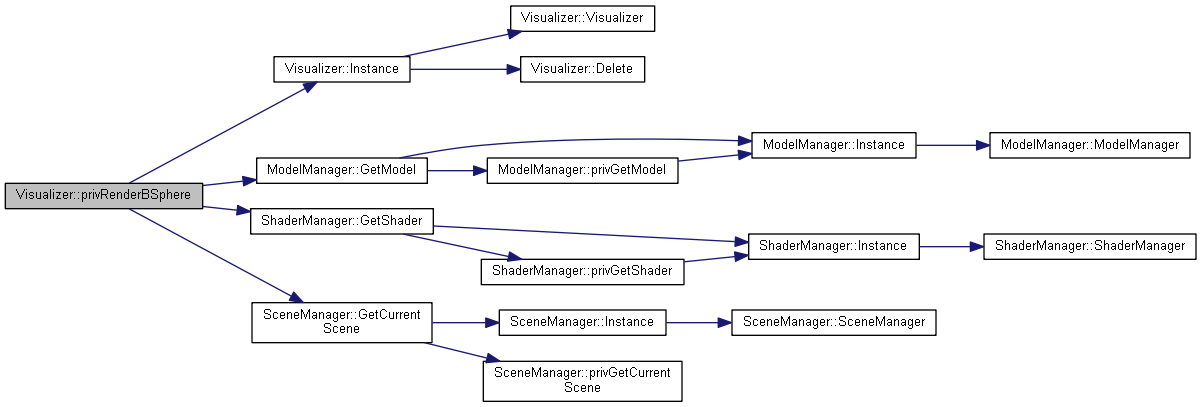 Visualizer::Visualizer
Visualizer::Instance
Visualizer::Delete
ModelManager::Instance
ModelManager::ModelManager
ModelManager::GetModel
ModelManager::privGetModel
Visualizer::privRenderBSphere
ShaderManager::GetShader
ShaderManager::Instance
ShaderManager::ShaderManager
ShaderManager::privGetShader
SceneManager::GetCurrent
Scene
SceneManager::Instance
SceneManager::SceneManager
SceneManager::privGetCurrent
Scene